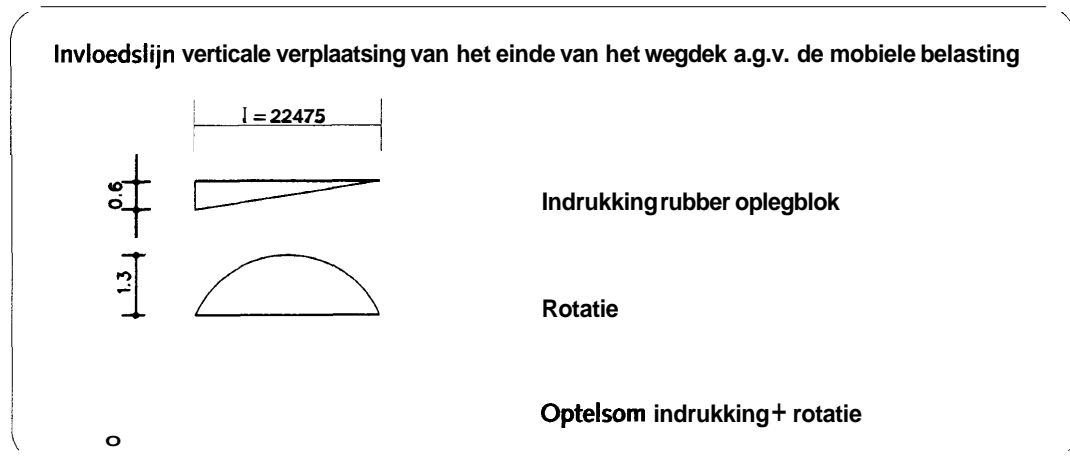 Invloedslijn verticale verplaatsing van het einde van het wegdek a.g.v. de mobiele belasting
l = 22475
0.6
Indrukking rubber oplegblok
1.3
Rotatie
Optelsom indrukking + rotatie
0